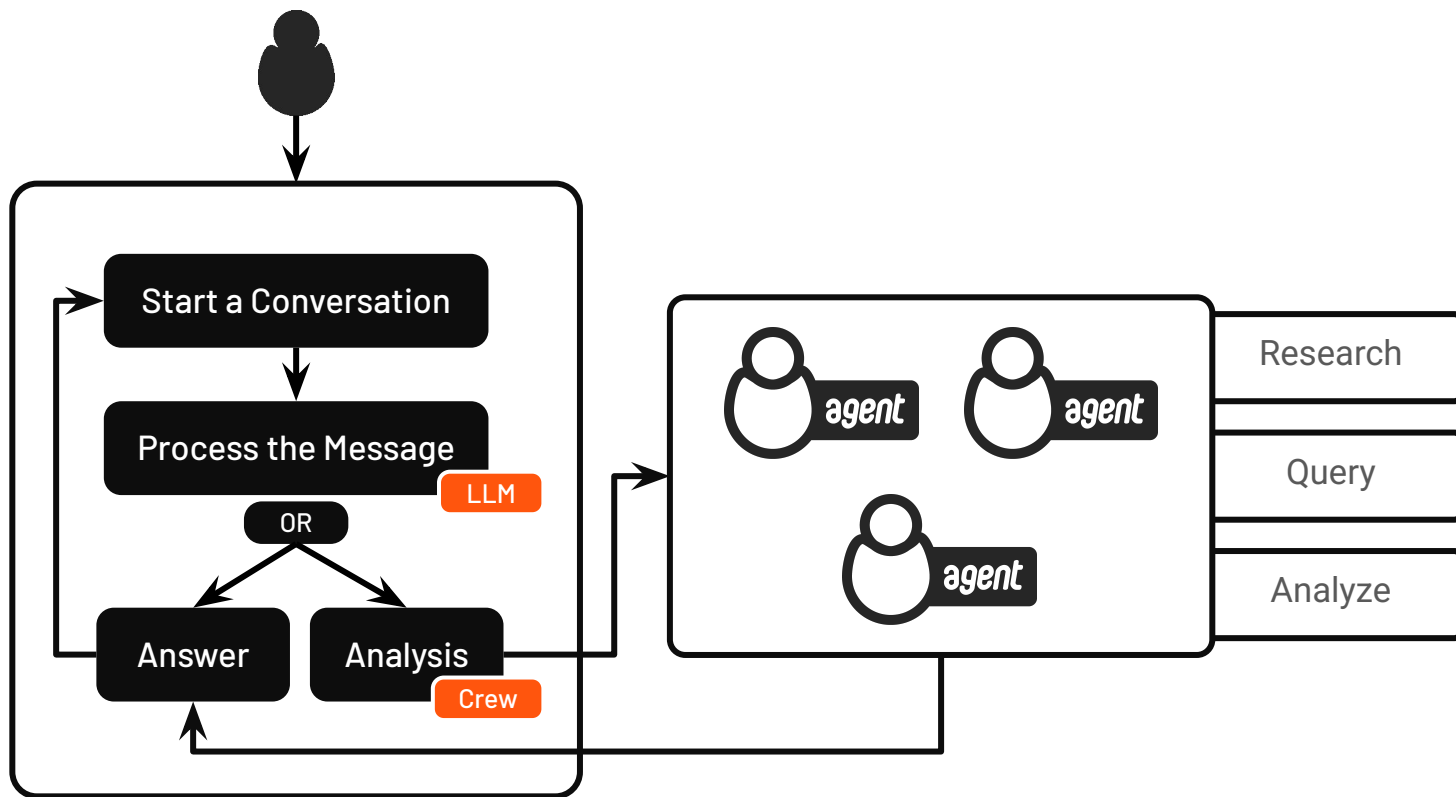 Start a Conversation
Process the Message
LLM
OR
Answer
Analysis
Crew
agent
agent
agent
Research
Query
Analyze